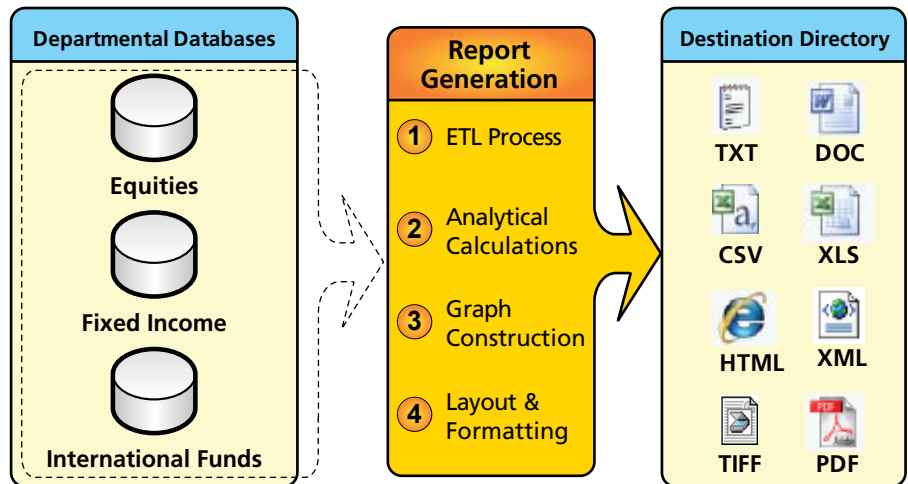 Departmental Databases
Equities
Fixed Income
International Funds
Report
Generation
1 ETL Process
2 Analytical
Calculations
3 Graph
Construction
4 Layout &
Formatting
Destination Directory
TXT DOC
CSV XLS
HTML XML
TIFF PDF